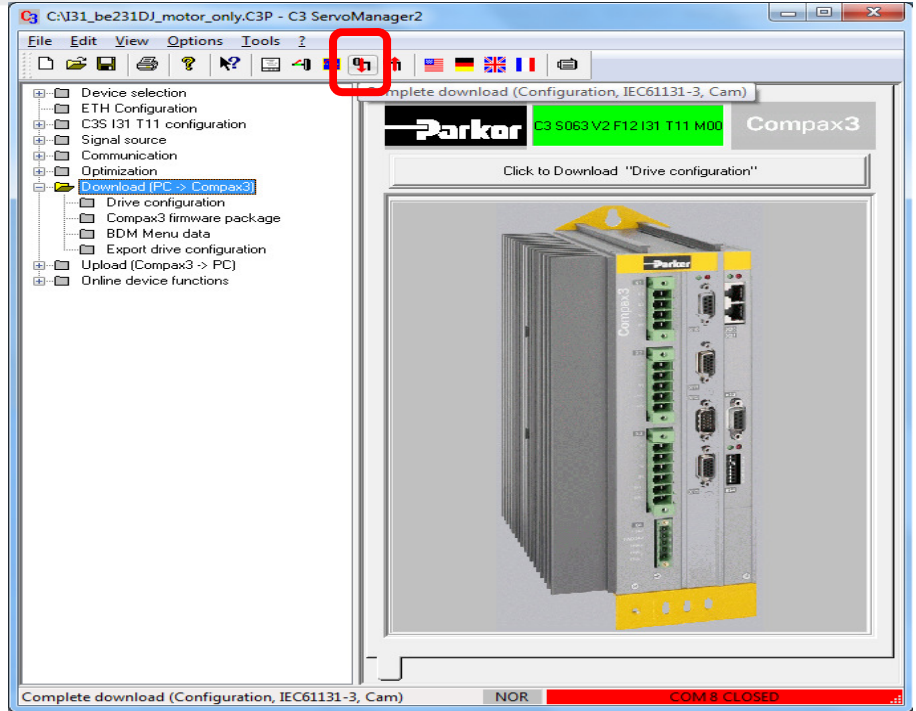 C3 C:\I31_be231DJ_motor_only.C3P - C3 ServoManager2
File Edit View Options Tools ?
Complete download (Configuration, IEC61131-3, Cam)
Device selection
ETH Configuration
C3S I31 T11 configuration
Signal source
Communication
Optimization
Download (PC -> Compax3)
Drive configuration
Compax3 firmware package
BDM Menu data
Export drive configuration
Upload (Compax3 -> PC)
Online device functions
Parker C3 S063 V2 F12 I31 T11 M00 Compax3
Click to Download "Drive configuration"
Parker
Compax3
Complete download (Configuration, IEC61131-3, Cam) NOR COM 8 CLOSED